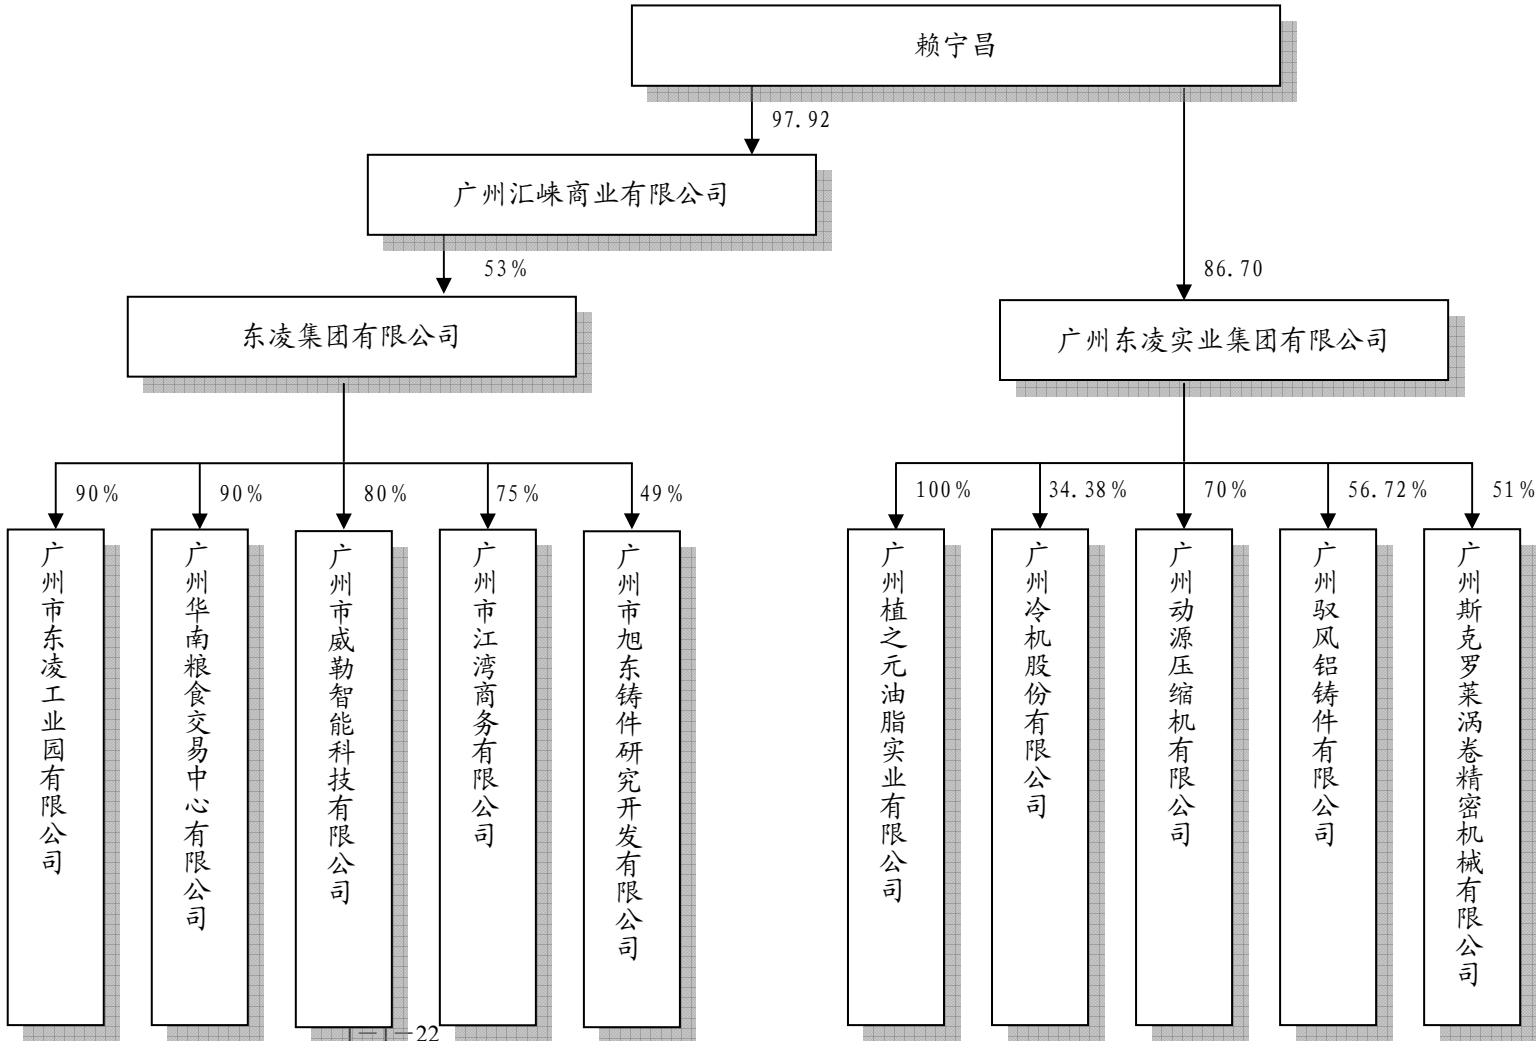 赖宁昌
97.92
广州汇崃商业有限公司
53%
86.70
东凌集团有限公司
广州东凌实业集团有限公司
90%
90%
80%
75%
49%
100%
34.38%
70%
56.72%
51%
广州市东凌工业园有限公司
广州华南粮食交易中心有限公司
广州市威勒智能科技有限公司
广州市江湾商务有限公司
广州市旭东铸件研究开发有限公司
广州植之元油脂实业有限公司
广州冷机股份有限公司
广州动源压缩机有限公司
广州驭风铝铸件有限公司
广州斯克罗莱涡卷精密机械有限公司
22